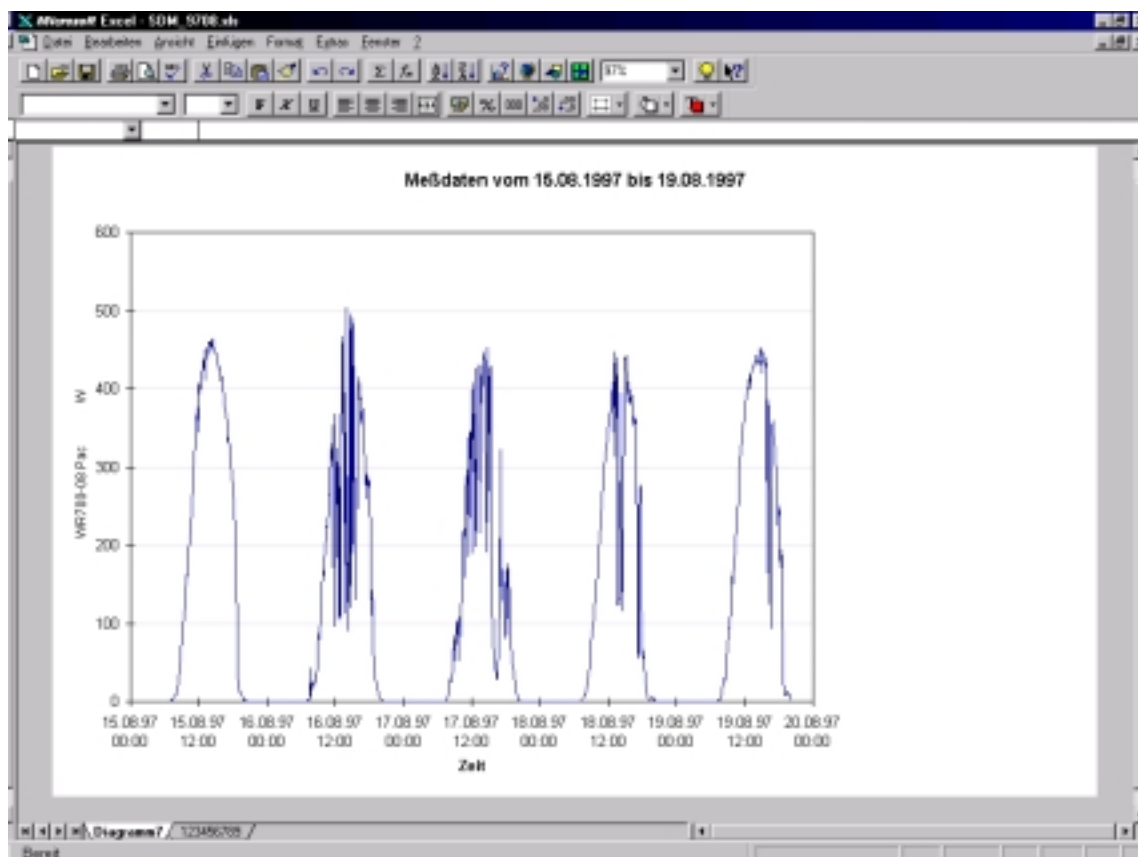 Microsoft Excel - SDM_9708.xls
Datei Bearbeiten Ansicht Einfügen Format Extras Fenster ?
97%
F K U % 000
Meßdaten vom 15.08.1997 bis 19.08.1997
600
500
400
300
200
100
0
WR700-08 Pac W
15.08.97 15.08.97 16.08.97 16.08.97 17.08.97 17.08.97 18.08.97 18.08.97 19.08.97 19.08.97 20.08.97
00:00 12:00 00:00 12:00 00:00 12:00 00:00 12:00 00:00 12:00 00:00
Zeit
Diagramm7 123456789
Bereit